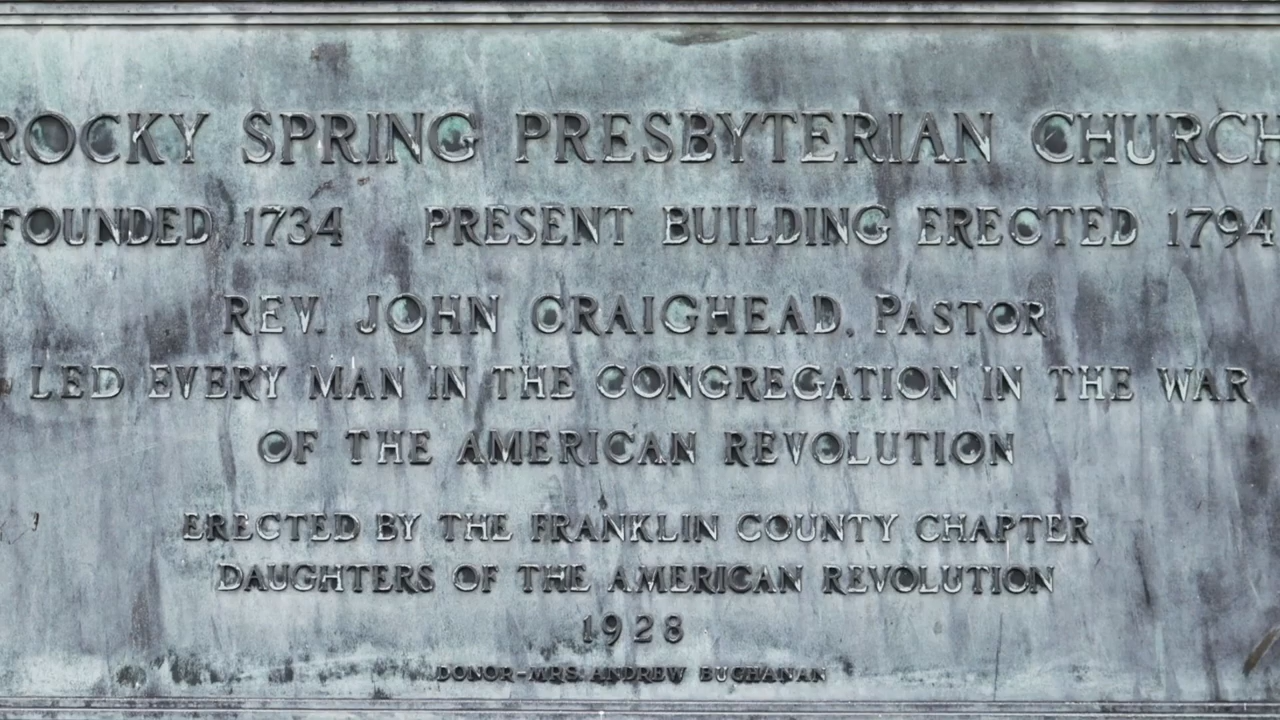 ROCKY SPRING PRESBYTERIAN CHURCH
FOUNDED 1734 PRESENT BUILDING ERECTED 1794
REV. JOHN CRAIGHEAD, PASTOR
LED EVERY MAN IN THE CONGREGATION IN THE WAR
OF THE AMERICAN REVOLUTION
ERECTED BY THE FRANKLIN COUNTY CHAPTER
DAUGHTERS OF THE AMERICAN REVOLUTION
1928
DONOR-MRS. ANDREW BUCHANAN